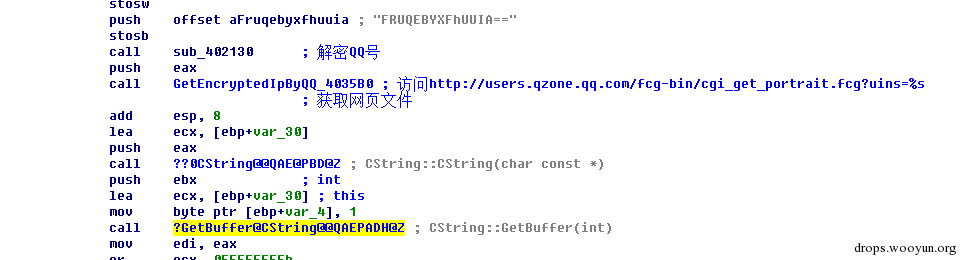 stosw
push offset aFruqebyxfhuuia ; "FRUQEBYXFhUUIA=="
stosb
call sub_402130 ; 解密QQ号
push eax
call GetEncryptedIpByQQ_4035B0 ; 访问http://users.qzone.qq.com/fcg-bin/cgi_get_portrait.fcg?uins=%s
; 获取网页文件
add esp, 8
lea ecx, [ebp+var_30]
push eax
call ??0CString@@QAE@PBD@Z ; CString::CString(char const *)
push ebx ; int
lea ecx, [ebp+var_30] ; this
mov byte ptr [ebp+var_4], 1
call ?GetBuffer@CString@@QAEPADH@Z ; CString::GetBuffer(int)
mov edi, eax
drops.wooyun.org